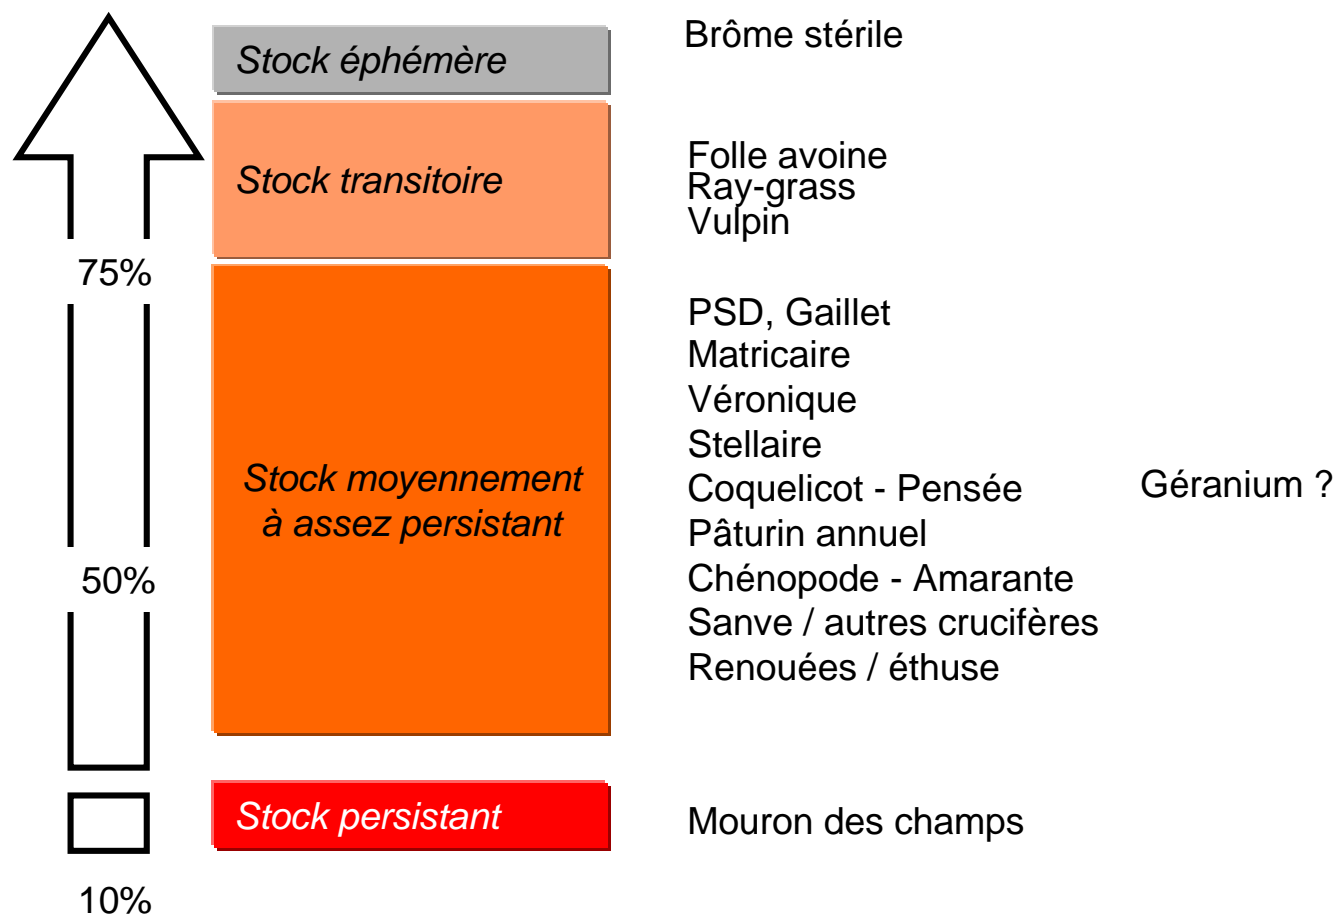 Stock éphémère
Brôme stérile
Stock transitoire
Folle avoine
Ray-grass
Vulpin
75%
PSD, Gaillet
Matricaire
Véronique
Stellaire
Stock moyennement
à assez persistant
Coquelicot - Pensée
Géranium ?
Pâturin annuel
50%
Chénopode - Amarante
Sanve / autres crucifères
Renouées / éthuse
Stock persistant
Mouron des champs
10%